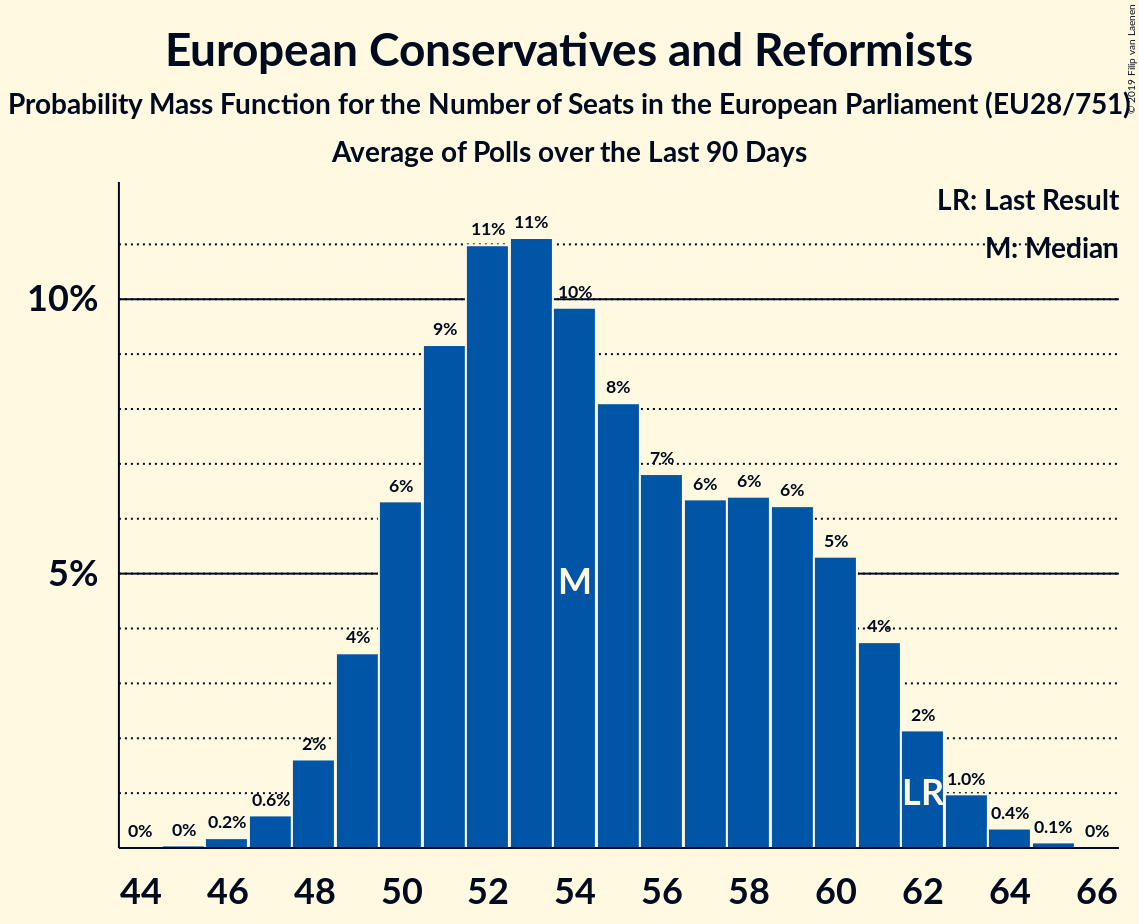 European Conservatives and Reformists
Probability Mass Function for the Number of Seats in the European Parliament (EU28/751)
Average of Polls over the Last 90 Days
© 2019 Filip van Laenen
LR: Last Result
M: Median
10%
5%
0%
0%
0.2%
0.6%
2%
4%
6%
9%
11%
11%
10%
8%
7%
6%
6%
6%
5%
4%
2%
1.0%
0.4%
0.1%
0%
M
LR
44 46 48 50 52 54 56 58 60 62 64 66